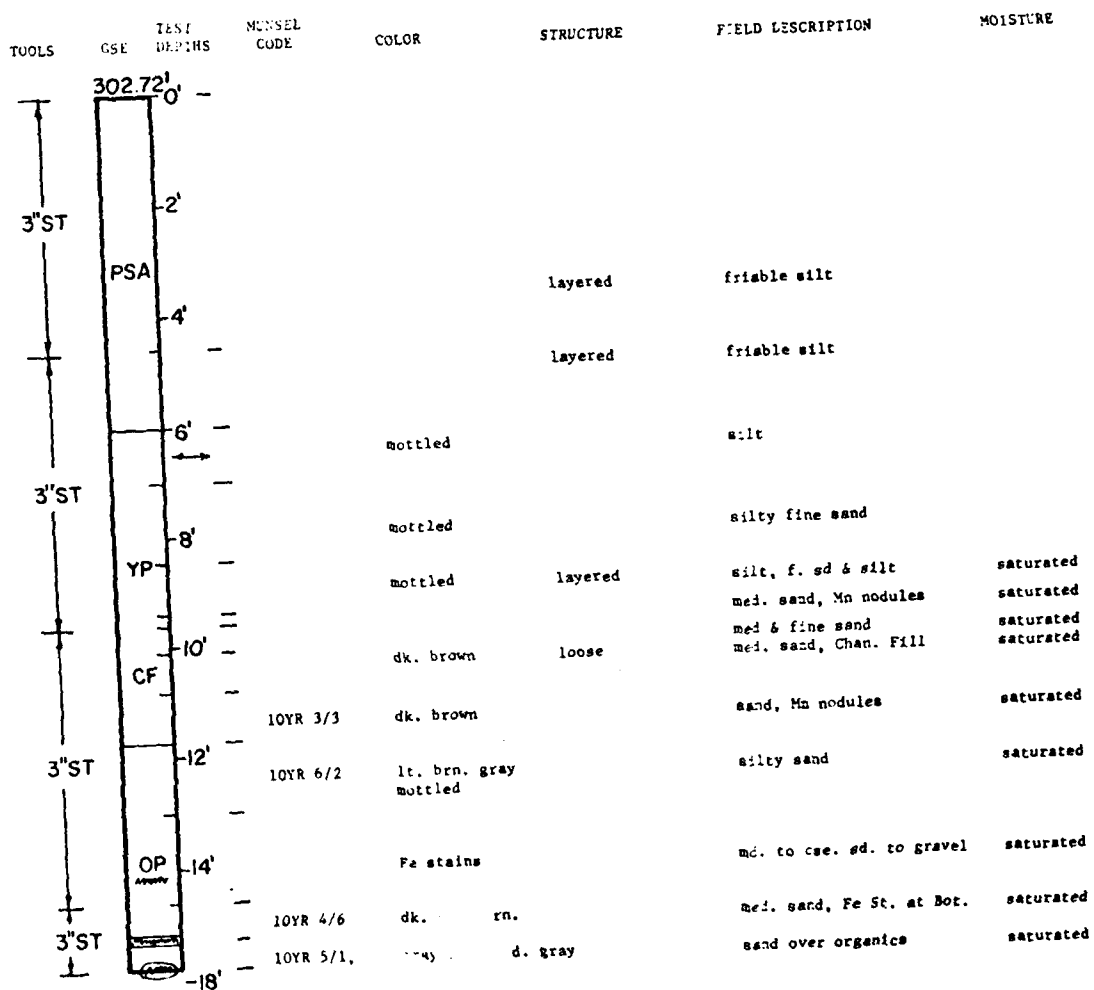 TOOLS GSE TEST DEPTHS MUNSEL CODE COLOR STRUCTURE FIELD DESCRIPTION MOISTURE
302.72'
0'
2'
3"ST
PSA layered friable silt
4'
layered friable silt
6'
mottled silt
3"ST
mottled silty fine sand
8'
YP mottled layered silt, f. sd & silt saturated
med. sand, Mn nodules saturated
med & fine sand saturated
10' dk. brown loose med. sand, Chan. Fill saturated
CF
10YR 3/3 dk. brown sand, Mn nodules saturated
12'
3"ST 10YR 6/2 lt. brn. gray silty sand saturated
mottled
OP 14' Fe stains md. to cse. sd. to gravel saturated
10YR 4/6 dk. rn. med. sand, Fe St. at Bot. saturated
3"ST 10YR 5/1, d. gray sand over organics saturated
18'